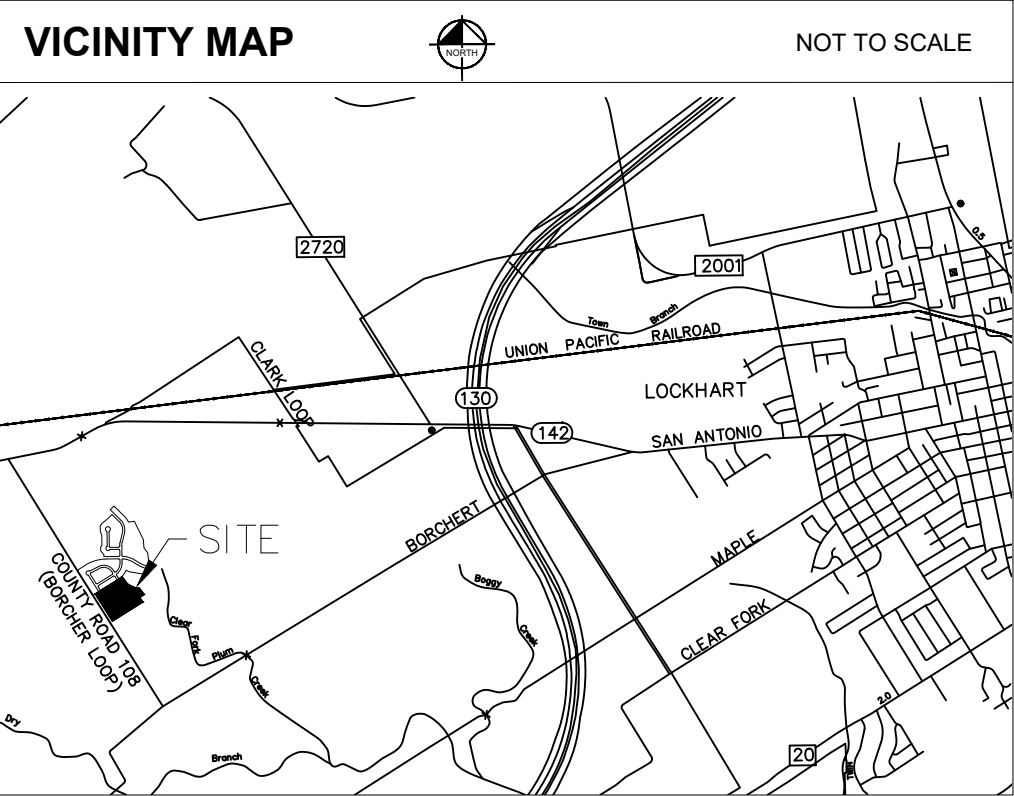 VICINITY MAP
NORTH
NOT TO SCALE
2720
2001
0.5
Town Branch
UNION PACIFIC RAILROAD
CLARK LOOP
LOCKHART
130
142
SAN ANTONIO
BORCHERT
SITE
MAPLE
COUNTY ROAD 108
(BORCHER LOOP)
Boggy Creek
Clear Fork Plum Creek
CLEAR FORK
2.0
Dry Branch
20
TWIN